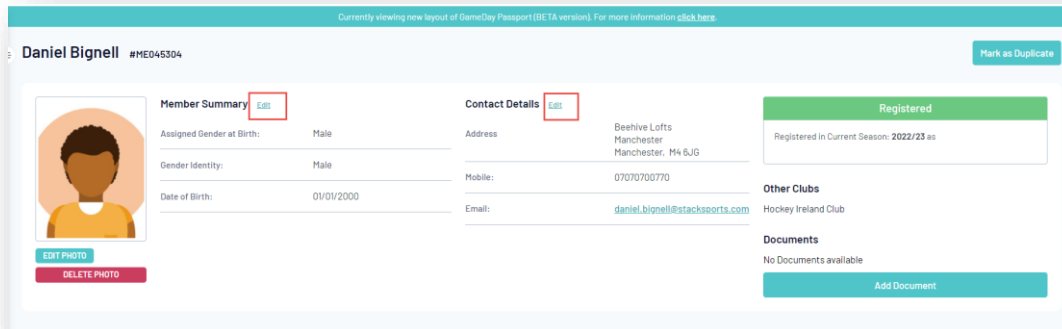 Currently viewing new layout of GameDay Passport (BETA version). For more information click here.
Daniel Bignell #ME045304
Mark as Duplicate
Member Summary Edit
Assigned Gender at Birth: Male
Gender Identity: Male
Date of Birth: 01/01/2000
EDIT PHOTO
DELETE PHOTO
Contact Details Edit
Address Beehive Lofts
Manchester
Manchester, M4 6JG
Mobile: 07070700770
Email: daniel.bignell@stacksports.com
Registered
Registered in Current Season: 2022/23 as
Other Clubs
Hockey Ireland Club
Documents
No Documents available
Add Document